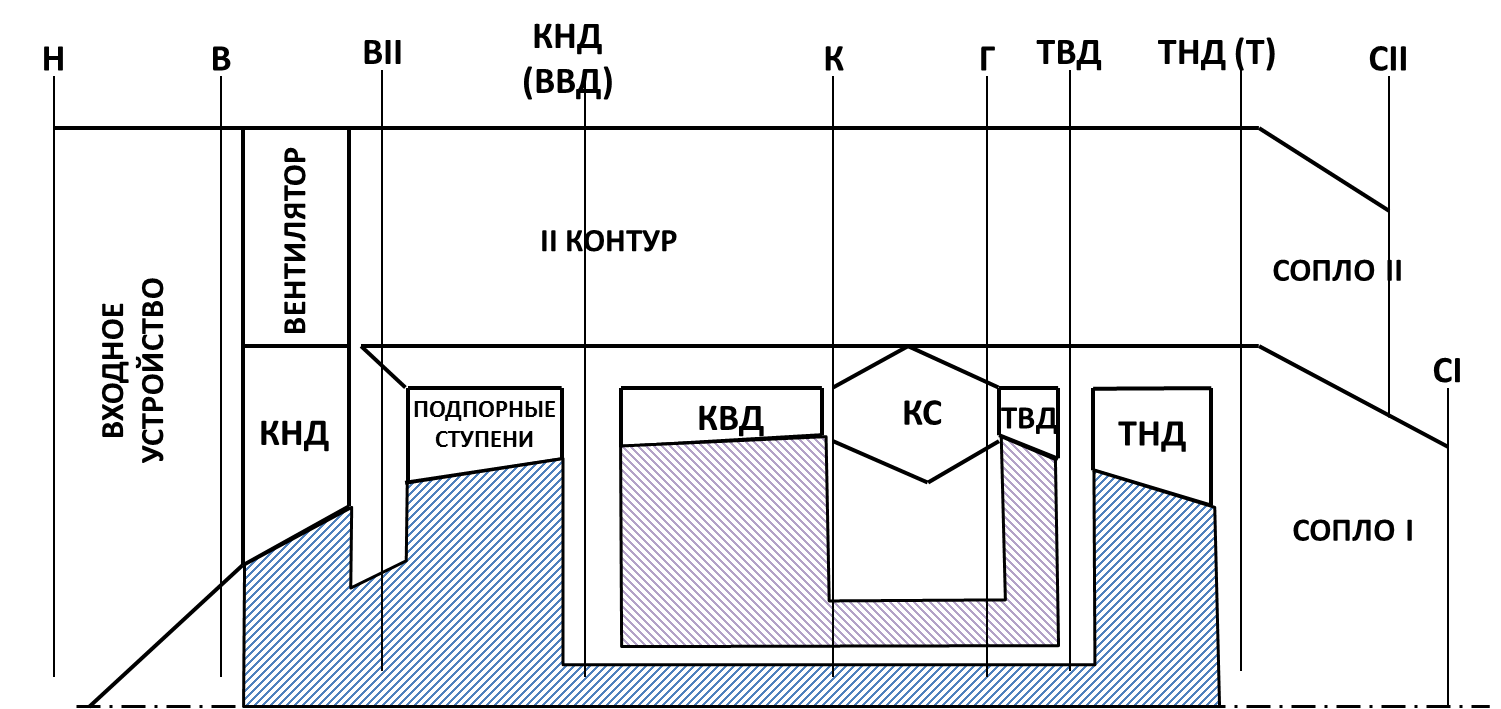 Н
В
ВII
КНД
(ВВД)
К
Г
ТВД
ТНД (Т)
СII
ВХОДНОЕ
УСТРОЙСТВО
ВЕНТИЛЯТОР
II КОНТУР
СОПЛО II
СI
КНД
ПОДПОРНЫЕ
СТУПЕНИ
КВД
КС
ТВД
ТНД
СОПЛО I